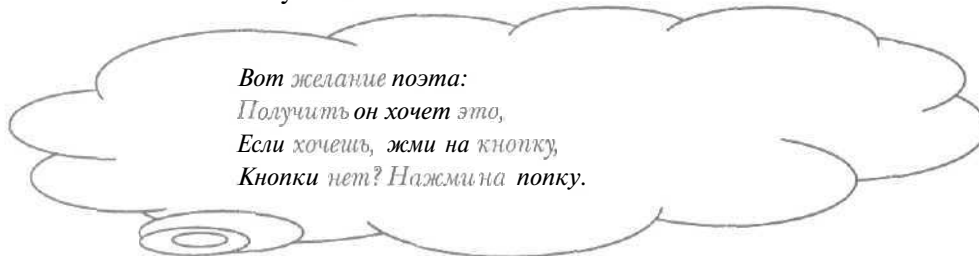 Вот желание поэта:
Получить он хочет это,
Если хочешь, жми на кнопку,
Кнопки нет? Нажми на попку.